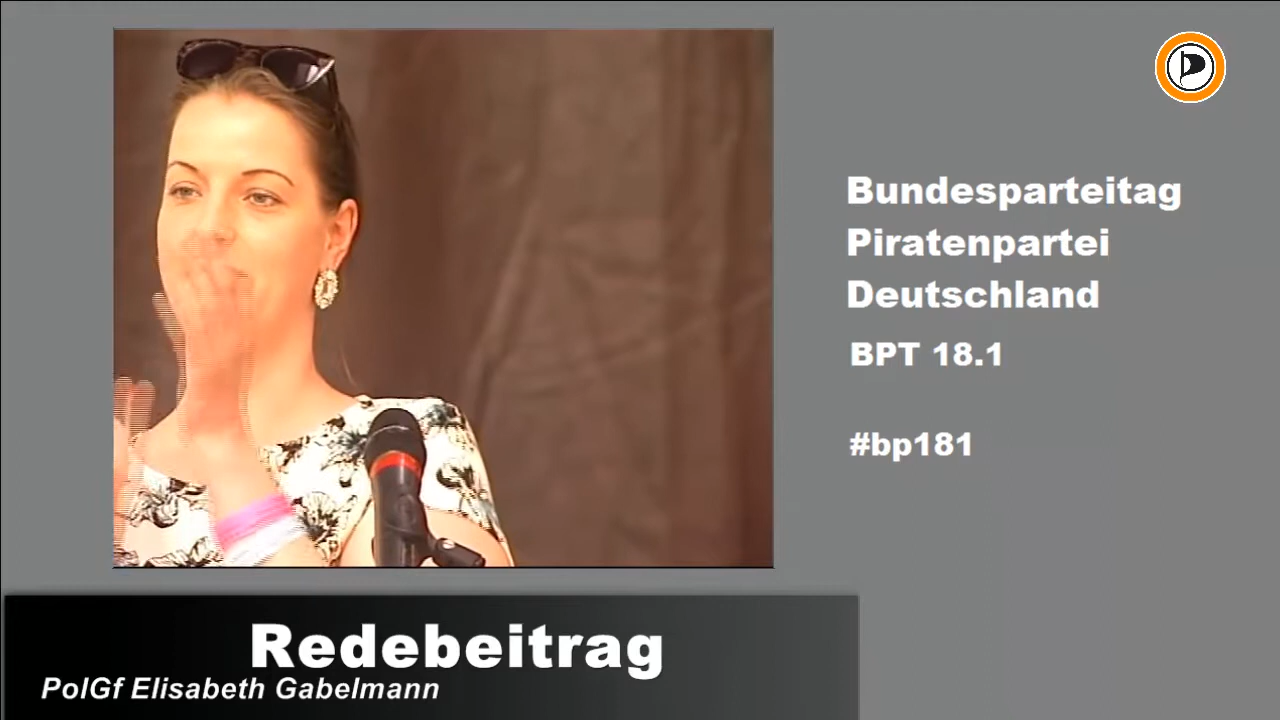 Bundesparteitag
Piratenpartei
Deutschland
BPT 18.1
#bp181
Redebeitrag
PolGf Elisabeth Gabelmann